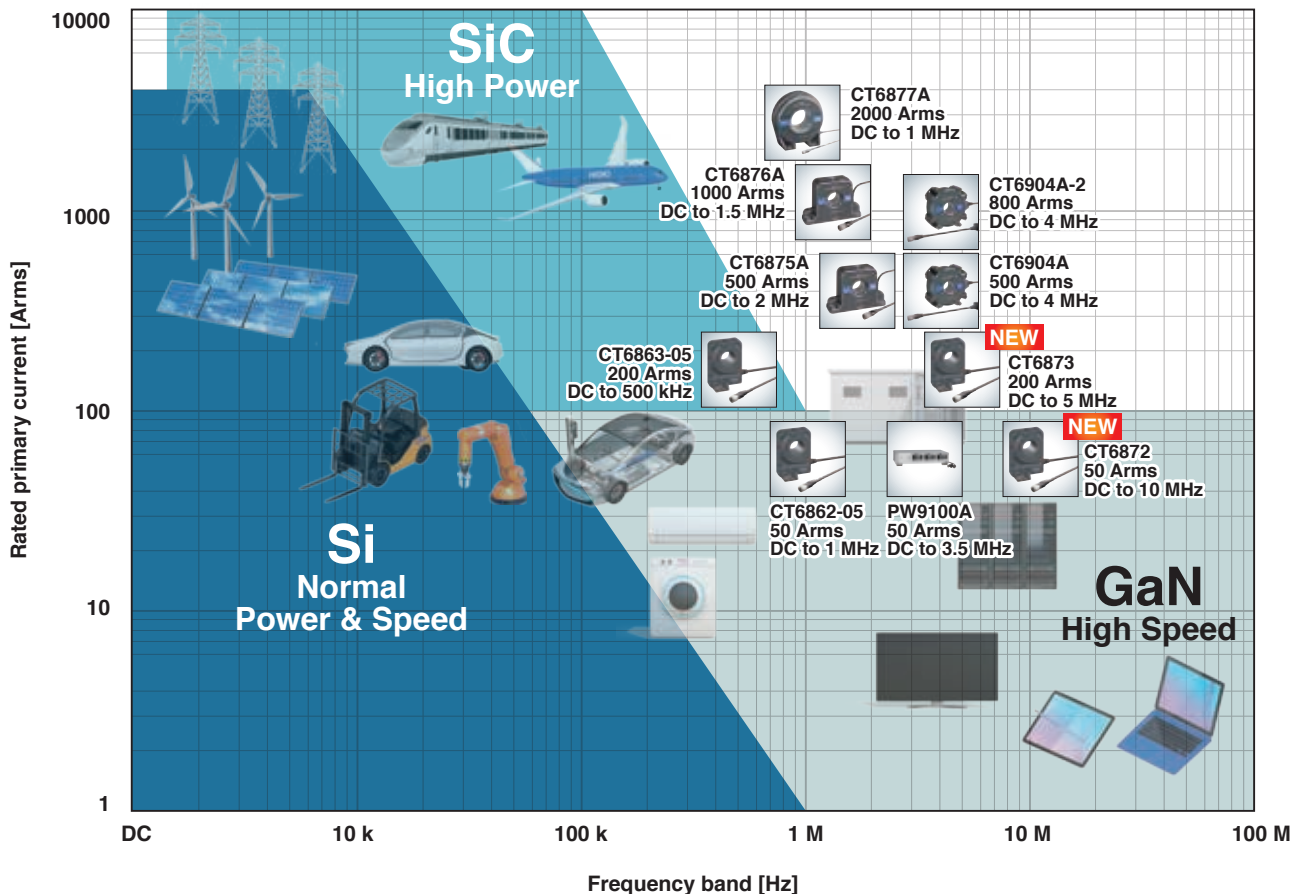 10000
1000
100
10
1
Rated primary current [Arms]
SiC
High Power
CT6877A
2000 Arms
DC to 1 MHz
CT6876A
1000 Arms
DC to 1.5 MHz
CT6904A-2
800 Arms
DC to 4 MHz
CT6875A
500 Arms
DC to 2 MHz
CT6904A
500 Arms
DC to 4 MHz
CT6863-05
200 Arms
DC to 500 kHz
NEW
CT6873
200 Arms
DC to 5 MHz
NEW
CT6872
50 Arms
DC to 10 MHz
CT6862-05
50 Arms
DC to 1 MHz
PW9100A
50 Arms
DC to 3.5 MHz
Si
Normal
Power & Speed
GaN
High Speed
DC
10 k
100 k
1 M
10 M
100 M
Frequency band [Hz]